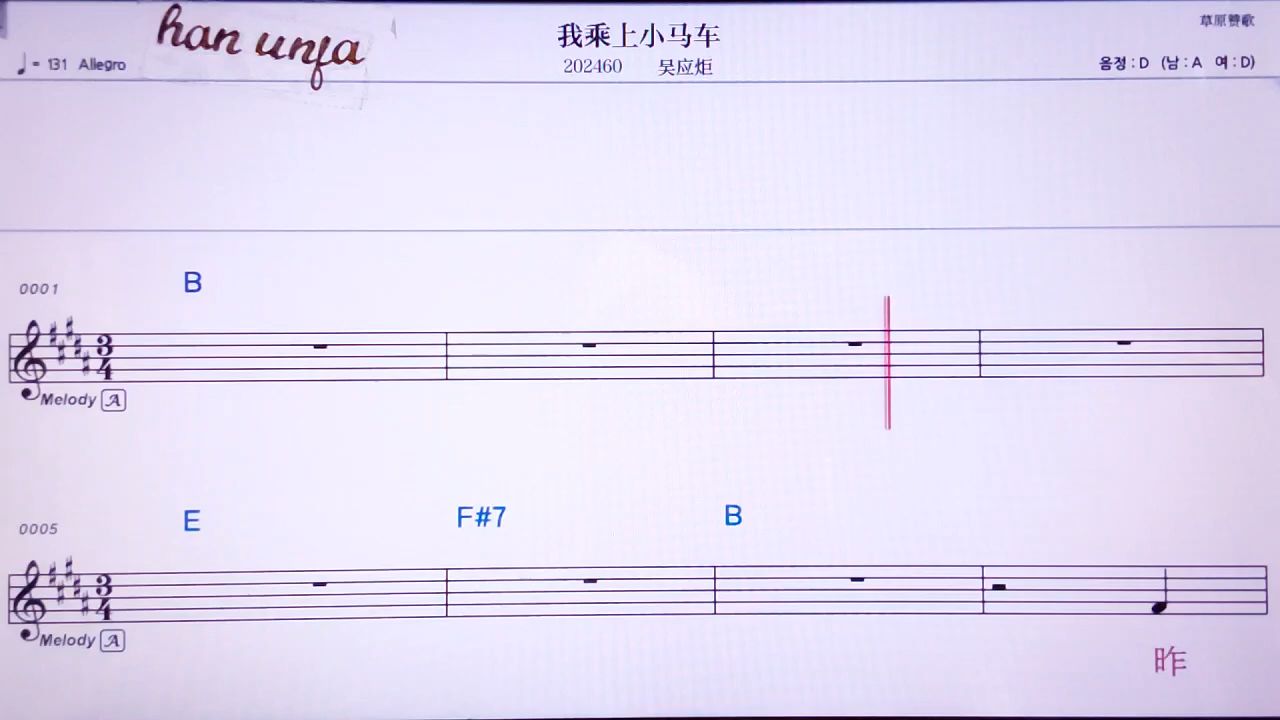 han unfa
我乘上小马车
草原赞歌
♩= 131 Allegro
202460 吴应炬
음정 : D (남 : A 여 : D)
0001
B
3
4
Melody A
0005
E F#7 B
3
4
Melody A
昨